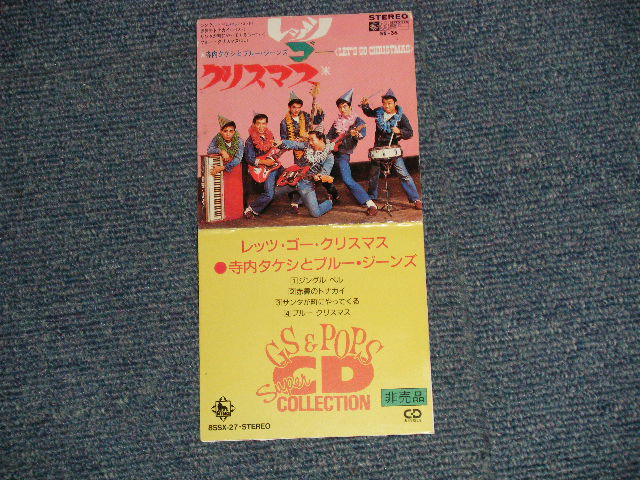 レッツ
ゴー
LET'S GO CHRISTMAS
クリスマス
寺内タケシとブルー・ジーンズ
STEREO
レッツ・ゴー・クリスマス
●寺内タケシとブルー・ジーンズ
1ジングル ベル
2赤鼻のトナカイ
3サンタが町にやってくる
4ブルー クリスマス
GS & POPS
Super CD
COLLECTION
非売品
8SSX-27・STEREO